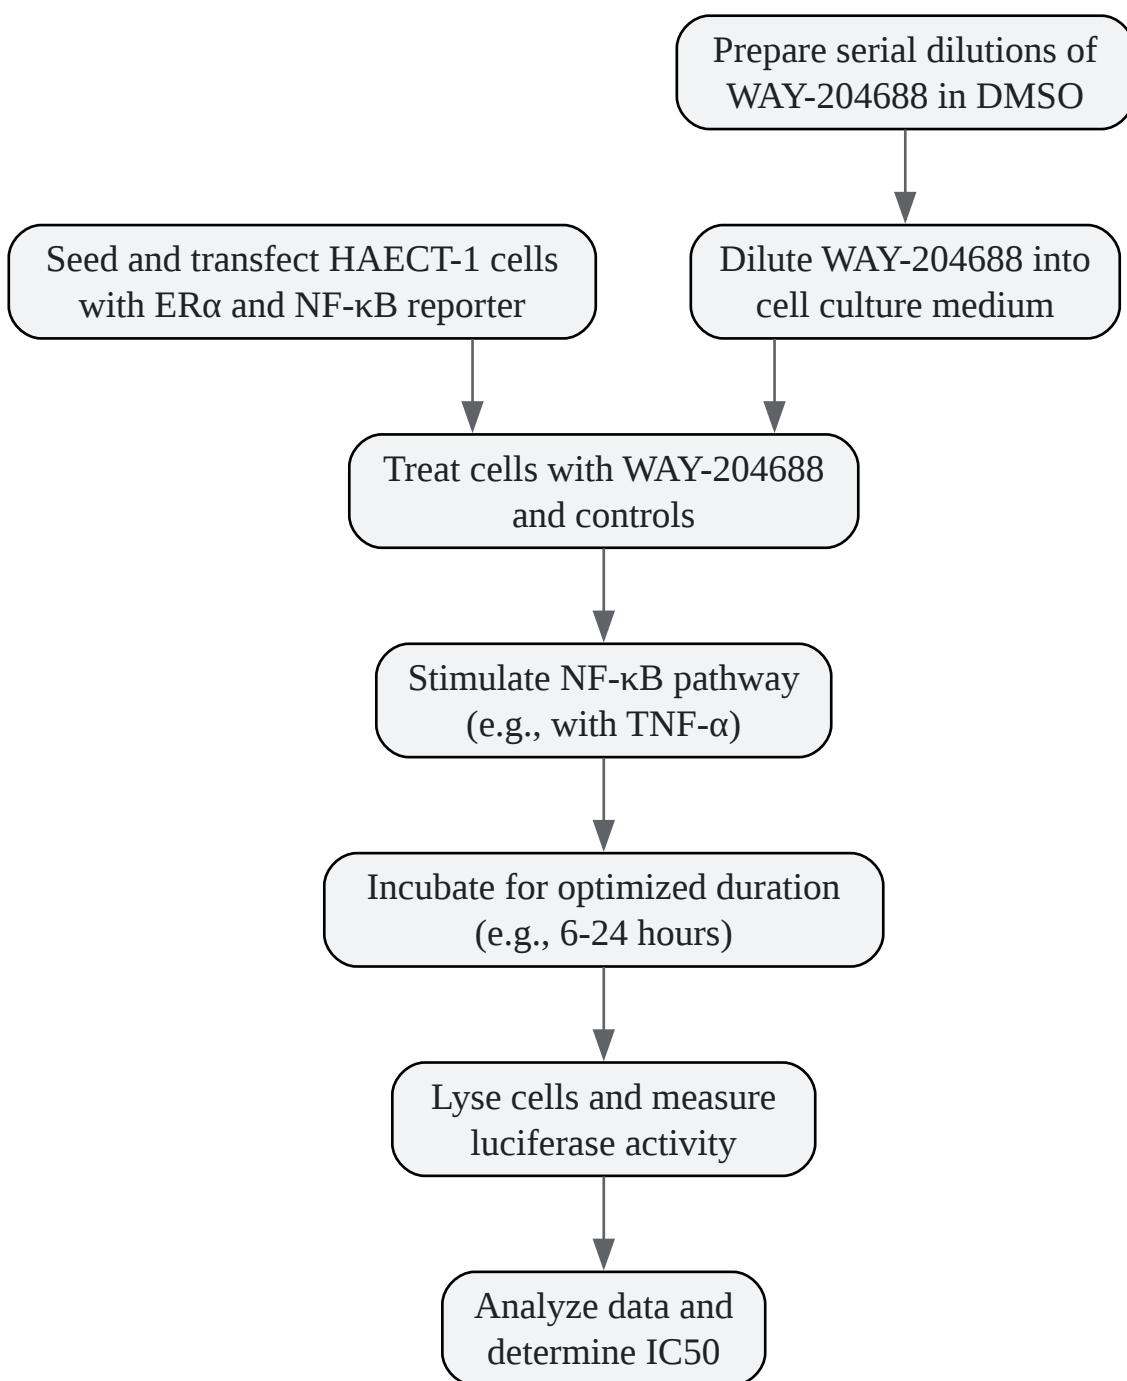 Prepare serial dilutions of
WAY-204688 in DMSO
Seed and transfect HAECT-1 cells
with ERα and NF-κB reporter
Dilute WAY-204688 into
cell culture medium
Treat cells with WAY-204688
and controls
Stimulate NF-κB pathway
(e.g., with TNF-α)
Incubate for optimized duration
(e.g., 6-24 hours)
Lyse cells and measure
luciferase activity
Analyze data and
determine IC50